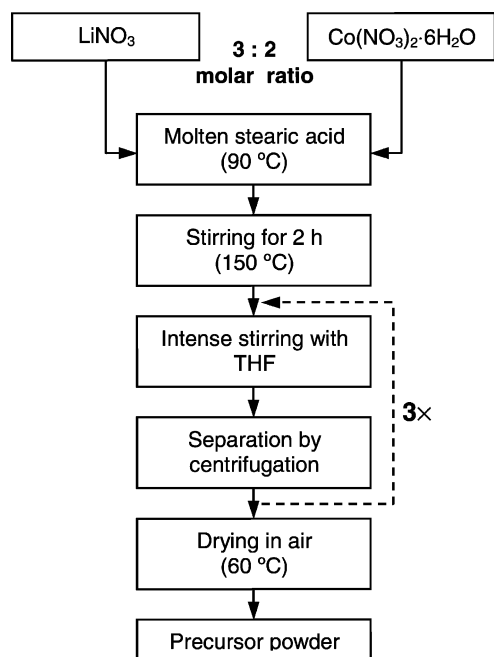 LiNO₃
Co(NO₃)₂·6H₂O
3 : 2
molar ratio
Molten stearic acid
(90 ºC)
Stirring for 2 h
(150 ºC)
Intense stirring with
THF
3×
Separation by
centrifugation
Drying in air
(60 ºC)
Precursor powder